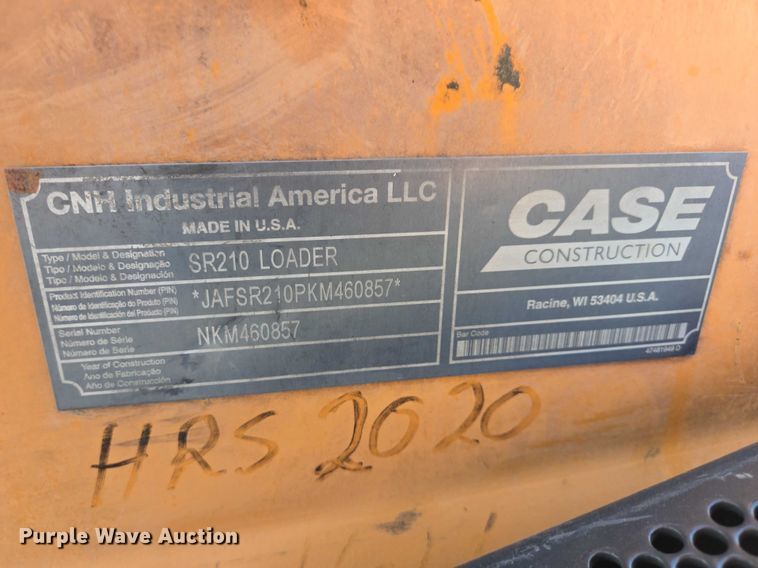 CNH Industrial America LLC
MADE IN U.S.A.
Type / Model & Designation
Tipo / Modelo & Designação
Tipo / Modelo & Designación
SR210 LOADER
Product Identification Number (PIN)
Número de Identificação do Produto (PIN)
Número de Identificación del Producto (PIN)
*JAFSR210PKM460857*
Serial Number
Número de Série
Número de Serie
NKM460857
Year of Construction
Ano de Fabricação
Año de Construcción
CASE
CONSTRUCTION
Racine, WI 53404 U.S.A.
Bar Code
47481949 D
HRS 2020
Purple Wave Auction